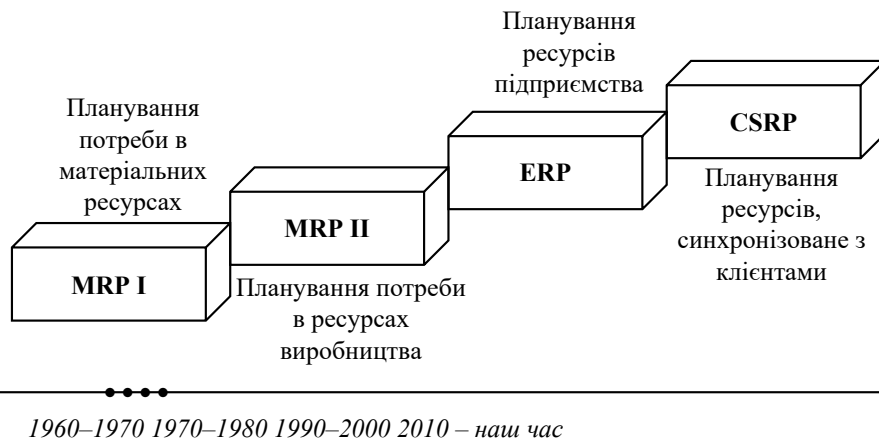 Планування
ресурсів
підприємства
Планування
потреби в
матеріальних
ресурсах
CSRP
ERP
Планування
ресурсів,
синхронізоване з
клієнтами
MRP II
MRP I
Планування потреби
в ресурсах
виробництва
1960–1970 1970–1980 1990–2000 2010 – наш час